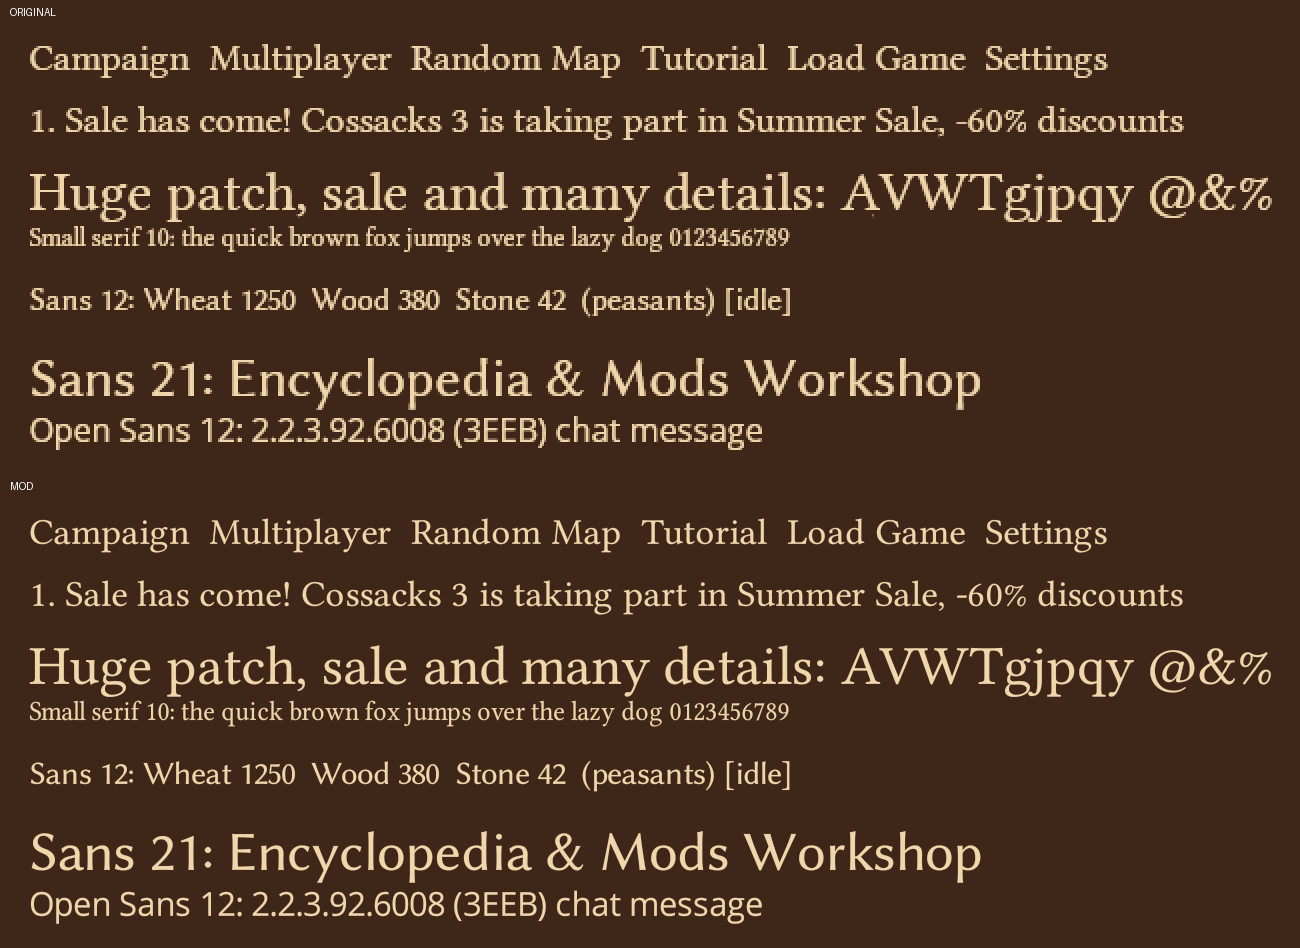 ORIGINAL
Campaign  Multiplayer  Random Map  Tutorial  Load Game  Settings
1. Sale has come! Cossacks 3 is taking part in Summer Sale, -60% discounts
Huge patch, sale and many details: AVWTgjpqy @&%
Small serif 10: the quick brown fox jumps over the lazy dog 0123456789
Sans 12: Wheat 1250  Wood 380  Stone 42  (peasants) [idle]
Sans 21: Encyclopedia & Mods Workshop
Open Sans 12: 2.2.3.92.6008 (3EEB) chat message
MOD
Campaign  Multiplayer  Random Map  Tutorial  Load Game  Settings
1. Sale has come! Cossacks 3 is taking part in Summer Sale, -60% discounts
Huge patch, sale and many details: AVWTgjpqy @&%
Small serif 10: the quick brown fox jumps over the lazy dog 0123456789
Sans 12: Wheat 1250  Wood 380  Stone 42  (peasants) [idle]
Sans 21: Encyclopedia & Mods Workshop
Open Sans 12: 2.2.3.92.6008 (3EEB) chat message